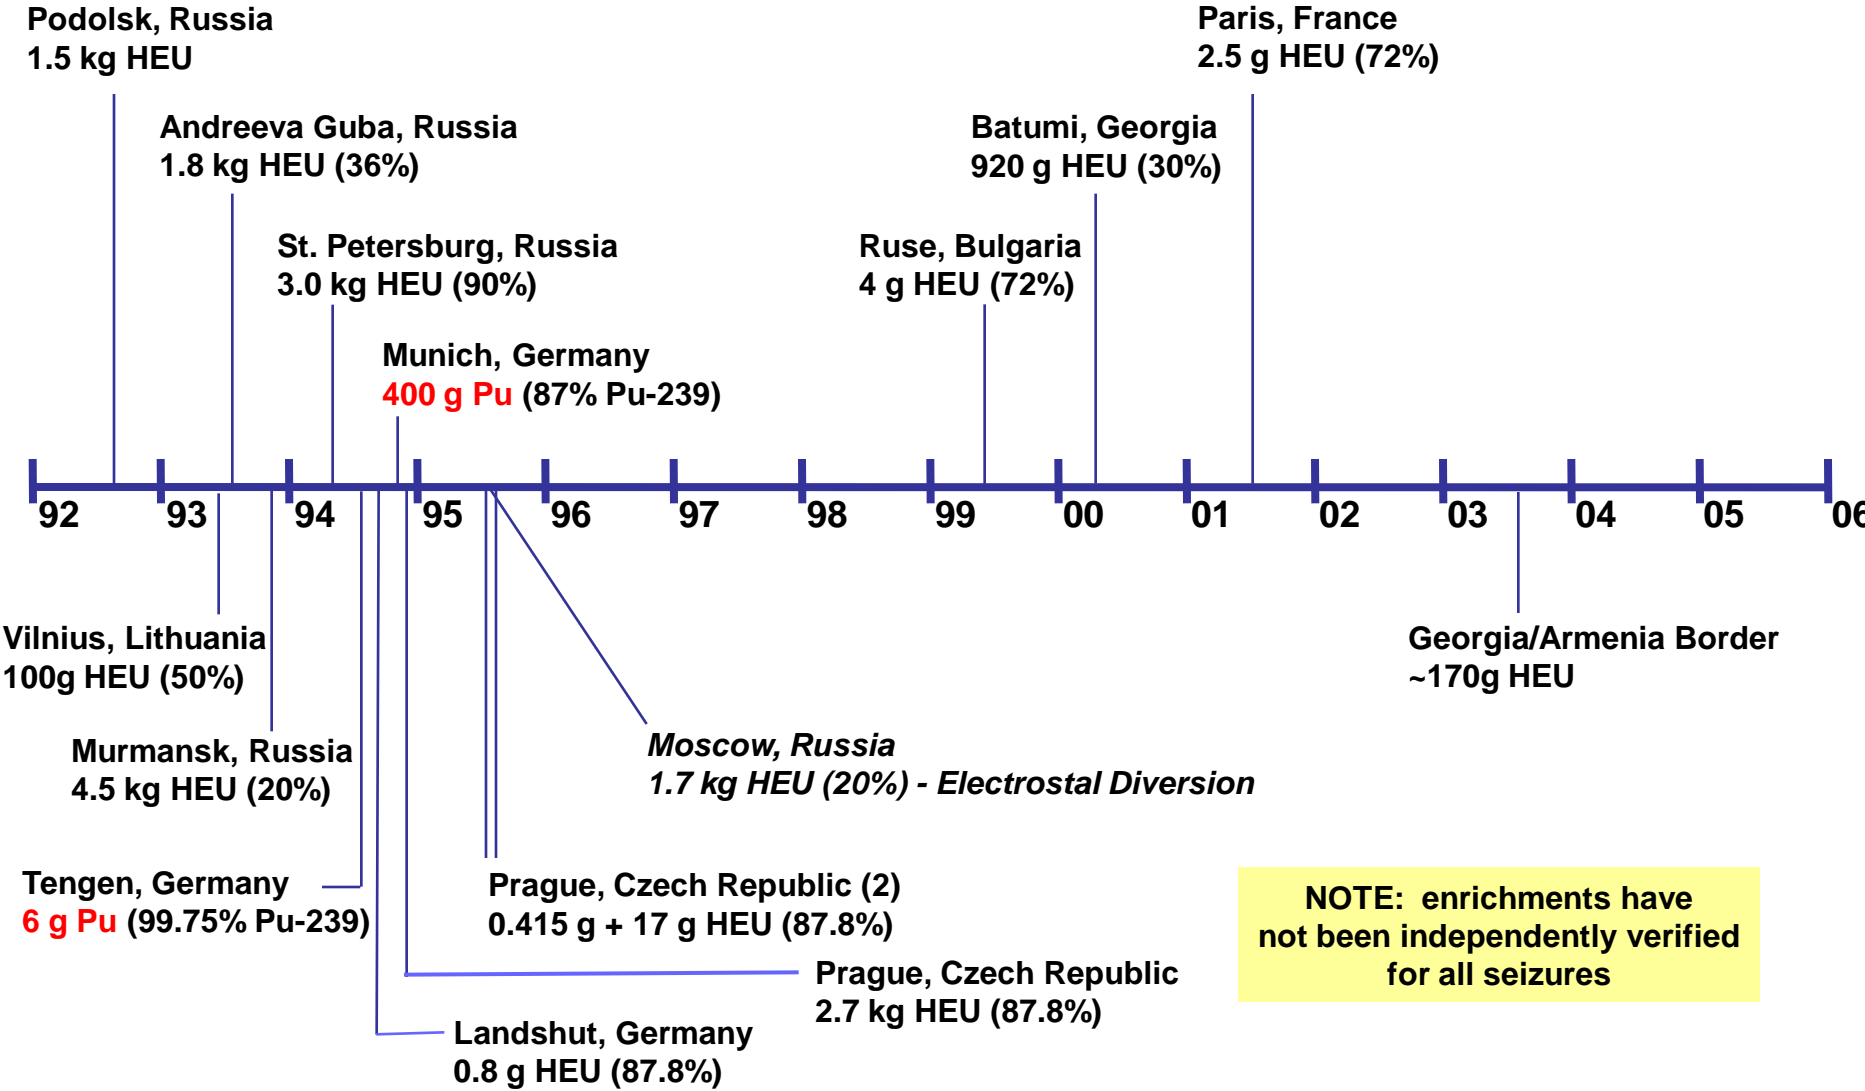 Podolsk, Russia
1.5 kg HEU
Paris, France
2.5 g HEU (72%)
Andreeva Guba, Russia
1.8 kg HEU (36%)
Batumi, Georgia
920 g HEU (30%)
St. Petersburg, Russia
3.0 kg HEU (90%)
Ruse, Bulgaria
4 g HEU (72%)
Munich, Germany
400 g Pu (87% Pu-239)
92 93 94 95 96 97 98 99 00 01 02 03 04 05 06
Vilnius, Lithuania
100g HEU (50%)
Georgia/Armenia Border
~170g HEU
Murmansk, Russia
4.5 kg HEU (20%)
Moscow, Russia
1.7 kg HEU (20%) - Electrostal Diversion
Tengen, Germany
6 g Pu (99.75% Pu-239)
Prague, Czech Republic (2)
0.415 g + 17 g HEU (87.8%)
NOTE: enrichments have
not been independently verified
for all seizures
Prague, Czech Republic
2.7 kg HEU (87.8%)
Landshut, Germany
0.8 g HEU (87.8%)